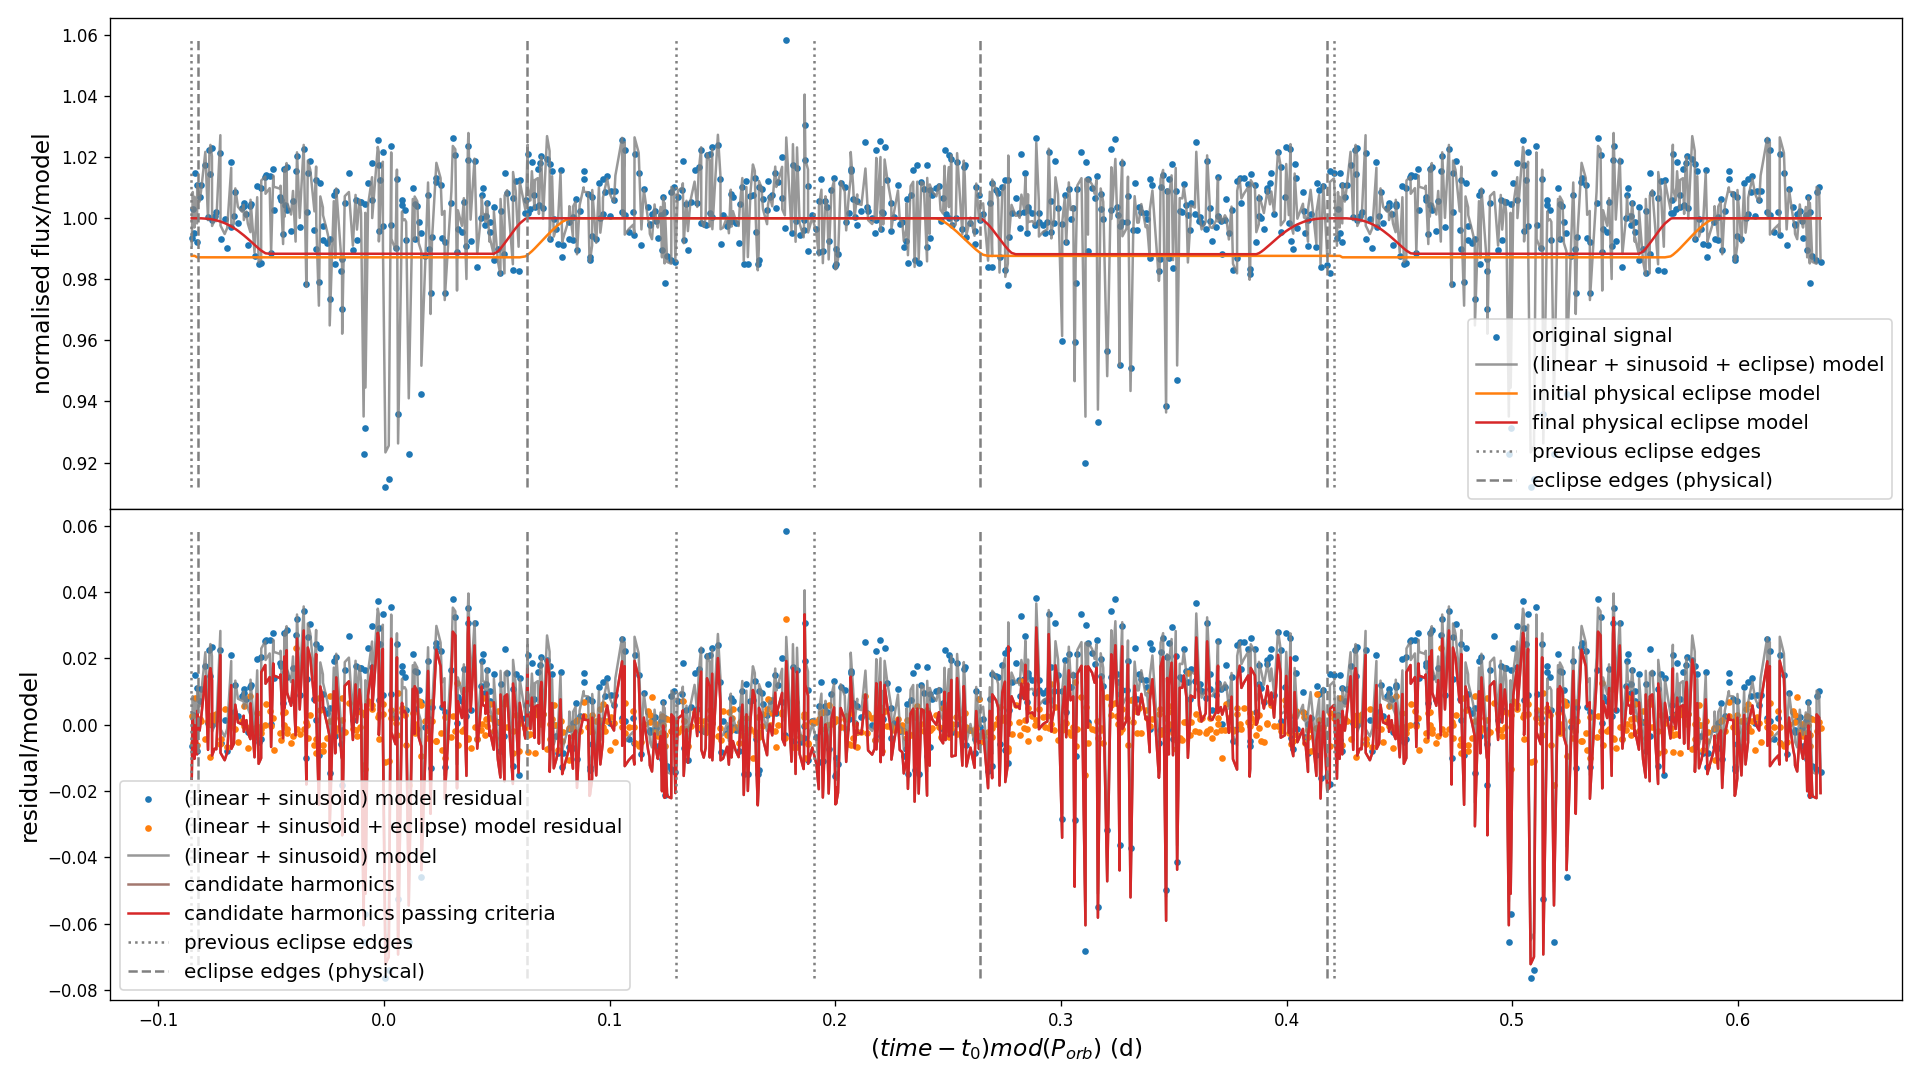 1.06
1.04
1.02
1.00
0.98
0.96
0.94
0.92
normalised flux/model
original signal
(linear + sinusoid + eclipse) model
initial physical eclipse model
final physical eclipse model
previous eclipse edges
eclipse edges (physical)
0.06
0.04
0.02
0.00
−0.02
−0.04
−0.06
−0.08
residual/model
(linear + sinusoid) model residual
(linear + sinusoid + eclipse) model residual
(linear + sinusoid) model
candidate harmonics
candidate harmonics passing criteria
previous eclipse edges
eclipse edges (physical)
−0.1 0.0 0.1 0.2 0.3 0.4 0.5 0.6
(time − t₀)mod(P_orb) (d)